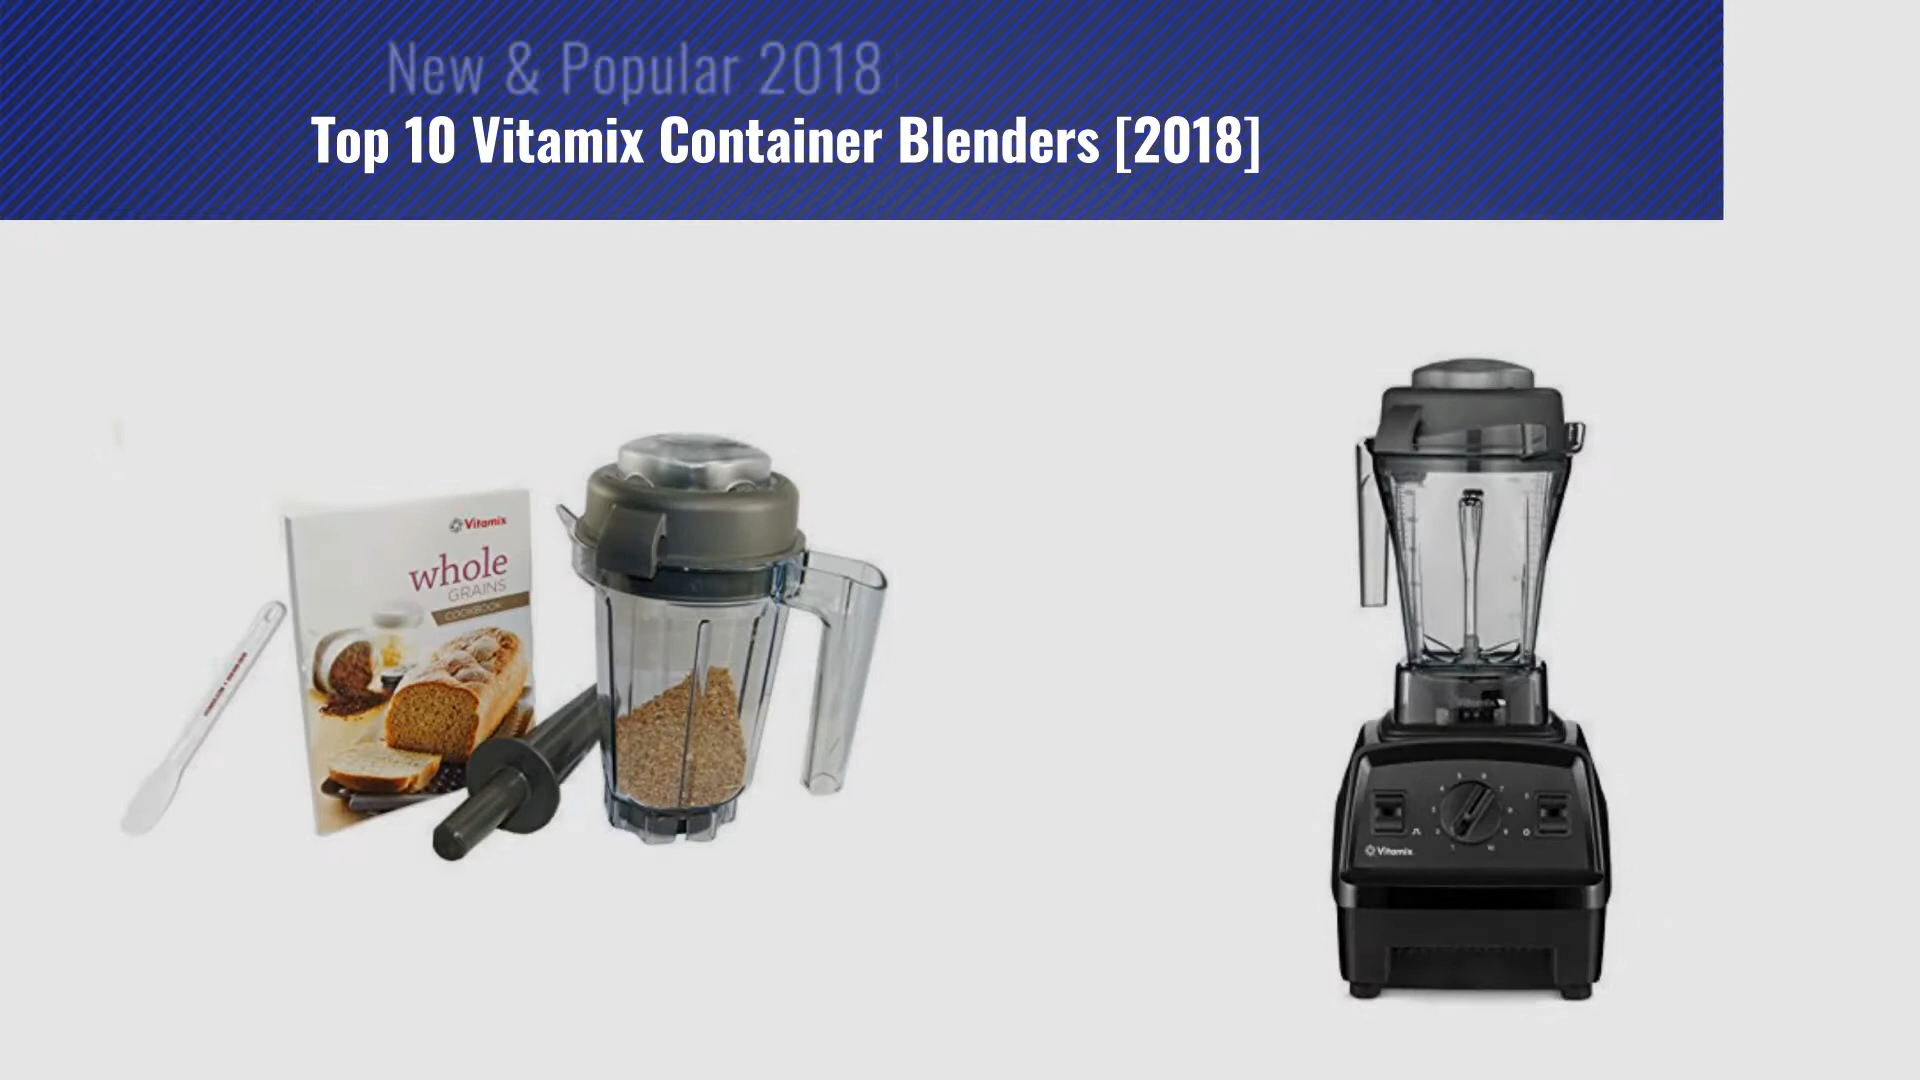 New & Popular 2018
Top 10 Vitamix Container Blenders [2018]
Vitamix
whole
GRAINS
COOKBOOK
Vitamix